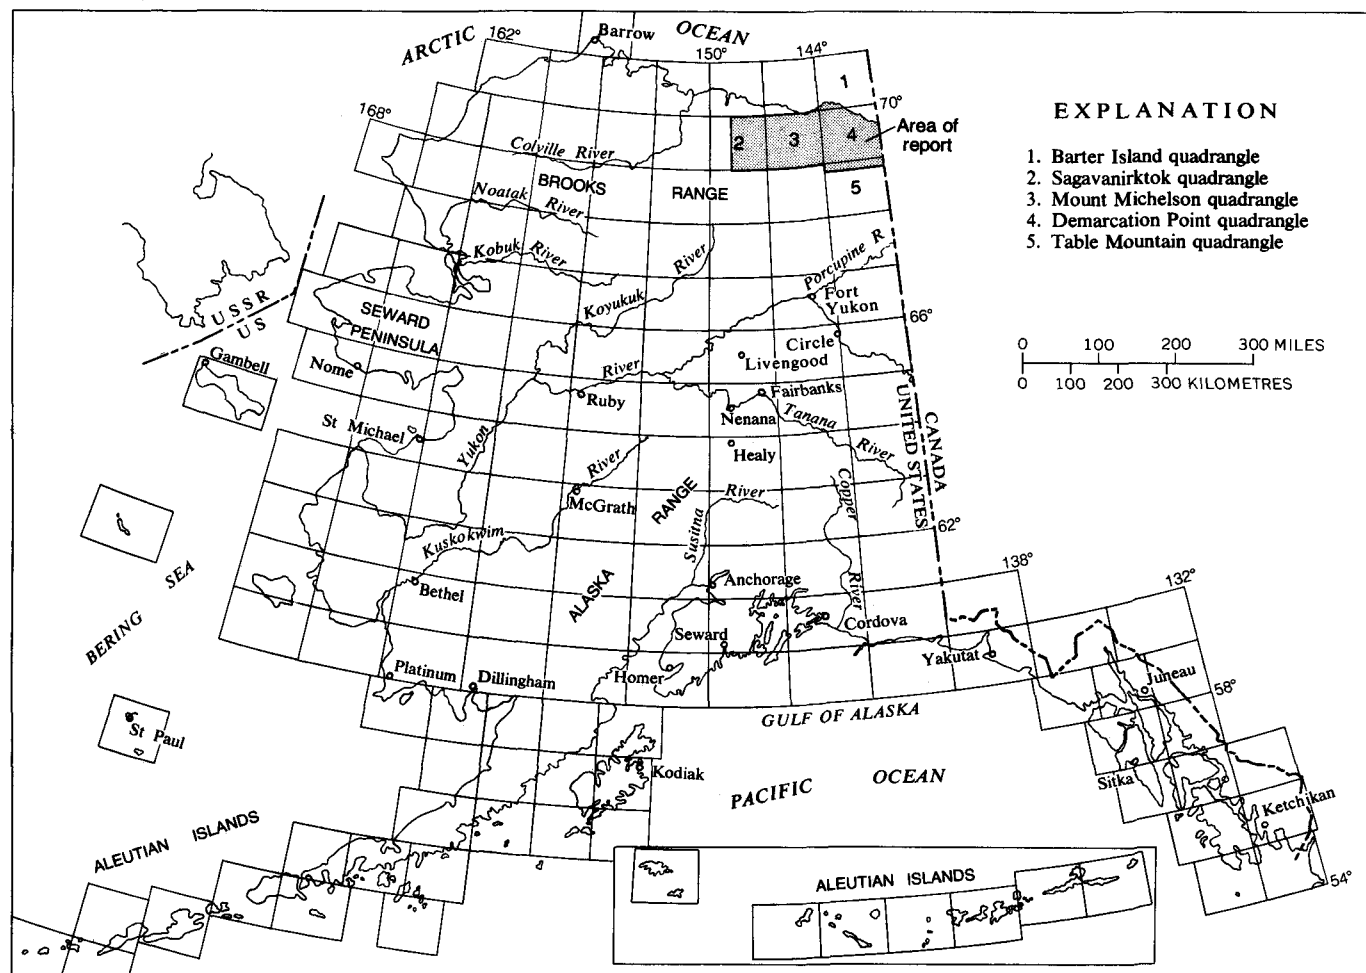 ARCTIC OCEAN
162°
Barrow
150°
144°
1
70°
168°
2
3
4
Area of
report
5
Colville River
BROOKS RANGE
Noatak River
Kobuk River
Koyukuk River
Porcupine R
Fort
Yukon
66°
SEWARD
PENINSULA
USSR
US
Gambell
Nome
Circle
Livengood
River
Ruby
Fairbanks
Nenana
Tanana River
CANADA
UNITED STATES
St Michael
Yukon
Healy
River
McGrath
RANGE
River
Copper
Susitna
62°
Kuskokwim
138°
132°
BERING SEA
Bethel
ALASKA
Anchorage
River
Cordova
Seward
Yakutat
Homer
Platinum
Dillingham
Juneau
58°
GULF OF ALASKA
St Paul
Kodiak
PACIFIC OCEAN
Sitka
Ketchikan
ALEUTIAN ISLANDS
ALEUTIAN ISLANDS
54°
EXPLANATION
1. Barter Island quadrangle
2. Sagavanirktok quadrangle
3. Mount Michelson quadrangle
4. Demarcation Point quadrangle
5. Table Mountain quadrangle
0 100 200 300 MILES
0 100 200 300 KILOMETRES